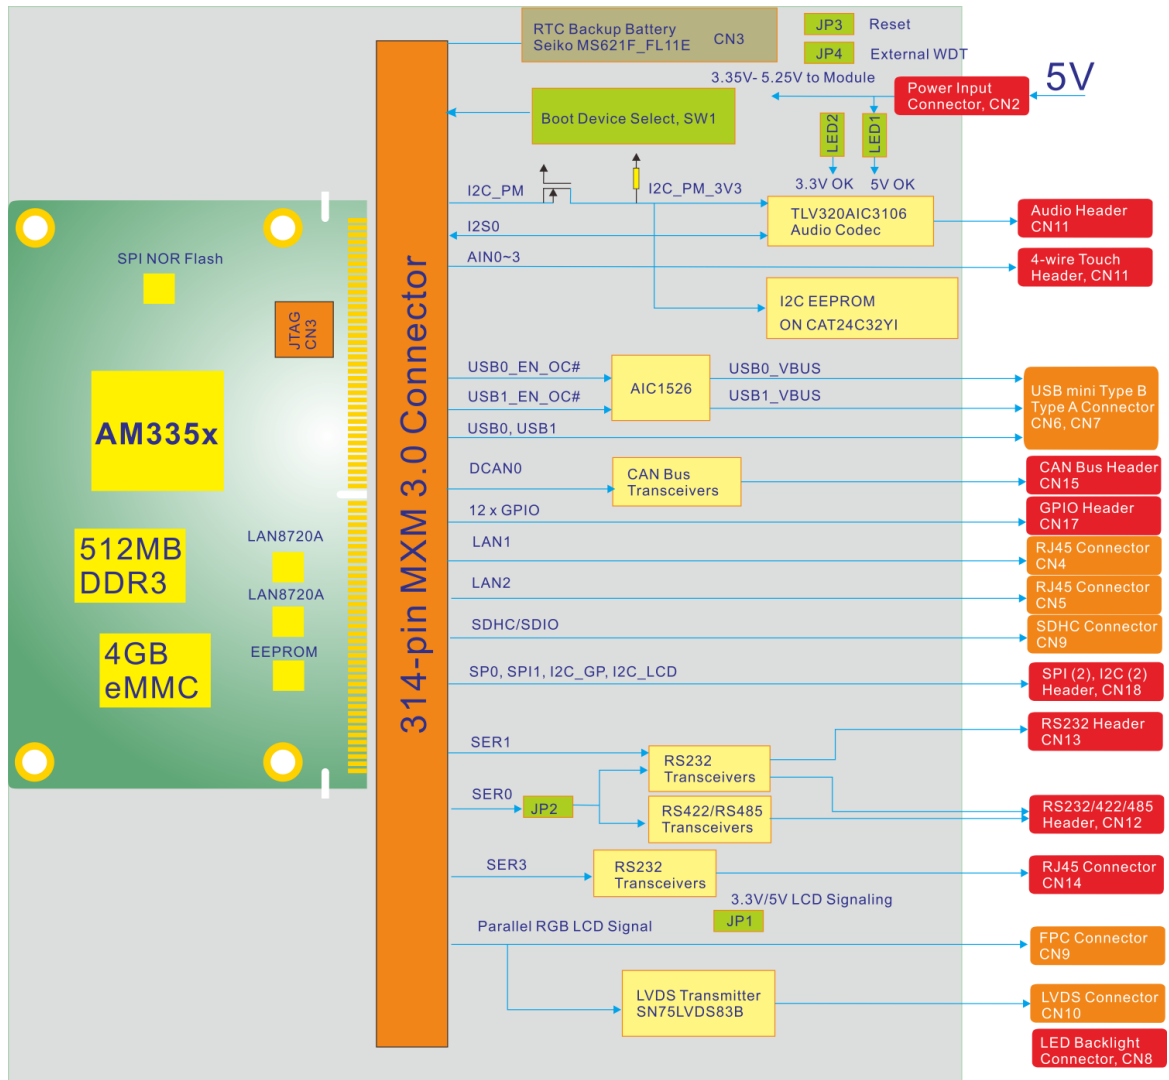 RTC Backup Battery
Seiko MS621F_FL11E
CN3
JP3
Reset
JP4
External WDT
3.35V- 5.25V to Module
Power Input
Connector, CN2
5V
Boot Device Select, SW1
LED2
LED1
3.3V OK
5V OK
I2C_PM
I2C_PM_3V3
TLV320AIC3106
Audio Codec
Audio Header
CN11
I2S0
AIN0~3
4-wire Touch
Header, CN11
SPI NOR Flash
JTAG
CN3
I2C EEPROM
ON CAT24C32YI
314-pin MXM 3.0 Connector
USB0_EN_OC#
AIC1526
USB0_VBUS
USB1_EN_OC#
USB1_VBUS
USB mini Type B
Type A Connector
CN6, CN7
USB0, USB1
AM335x
DCAN0
CAN Bus
Transceivers
CAN Bus Header
CN15
12 x GPIO
GPIO Header
CN17
LAN8720A
512MB
DDR3
LAN1
RJ45 Connector
CN4
LAN8720A
LAN2
RJ45 Connector
CN5
SDHC/SDIO
SDHC Connector
CN9
EEPROM
4GB
eMMC
SP0, SPI1, I2C_GP, I2C_LCD
SPI (2), I2C (2)
Header, CN18
SER1
RS232
Transceivers
RS232 Header
CN13
SER0
JP2
RS422/RS485
Transceivers
RS232/422/485
Header, CN12
SER3
RS232
Transceivers
RJ45 Connector
CN14
3.3V/5V LCD Signaling
JP1
Parallel RGB LCD Signal
FPC Connector
CN9
LVDS Transmitter
SN75LVDS83B
LVDS Connector
CN10
LED Backlight
Connector, CN8